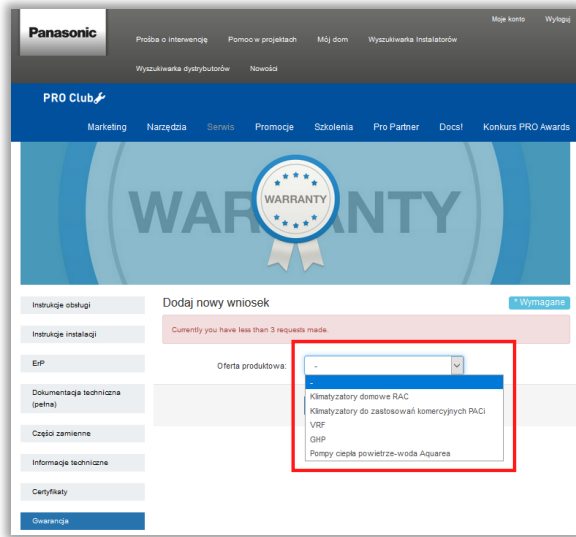 Moje konto Wyloguj
Panasonic
Prośba o interwencję Pomoc w projektach Mój dom Wyszukiwarka Instalatorów
Wyszukiwarka dystrybutorów Nowości
PRO Club
Marketing Narzędzia Serwis Promocje Szkolenia Pro Partner Docs! Konkurs PRO Awards
WARRANTY
WARRANTY
Instrukcje obsługi
Instrukcje instalacji
ErP
Dokumentacja techniczna
(pełna)
Części zamienne
Informacje techniczne
Certyfikaty
Gwarancja
Dodaj nowy wniosek
* Wymagane
Currently you have less than 3 requests made.
Oferta produktowa: -
-
Klimatyzatory domowe RAC
Klimatyzatory do zastosowań komercyjnych PACi
VRF
GHP
Pompy ciepła powietrze-woda Aquarea